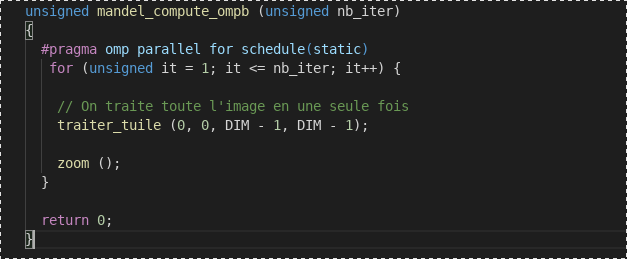 unsigned mandel_compute_ompb (unsigned nb_iter)
{
#pragma omp parallel for schedule(static)
for (unsigned it = 1; it <= nb_iter; it++) {
// On traite toute l'image en une seule fois
traiter_tuile (0, 0, DIM - 1, DIM - 1);
zoom ();
}
return 0;
}